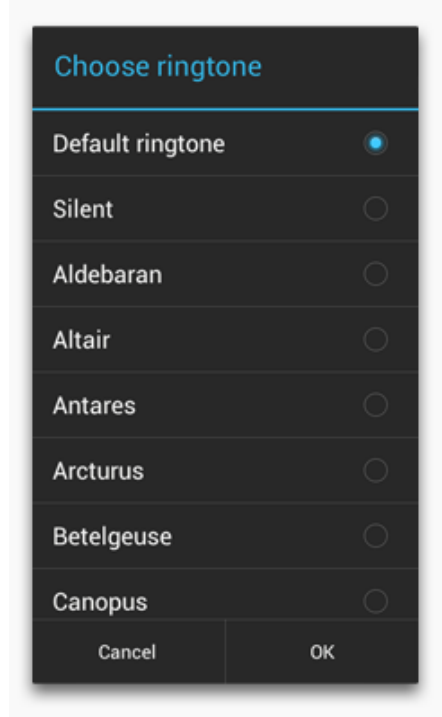 Choose ringtone
Default ringtone
Silent
Aldebaran
Altair
Antares
Arcturus
Betelgeuse
Canopus
Cancel OK